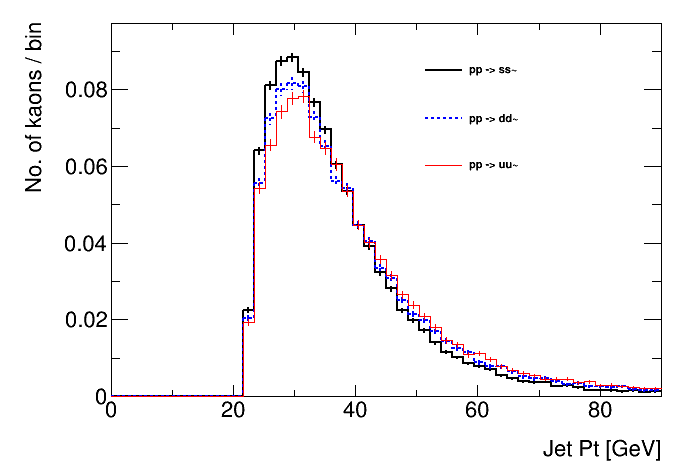 No. of kaons / bin
0.08
0.06
0.04
0.02
0
0 20 40 60 80
Jet Pt [GeV]
pp -> ss~
pp -> dd~
pp -> uu~